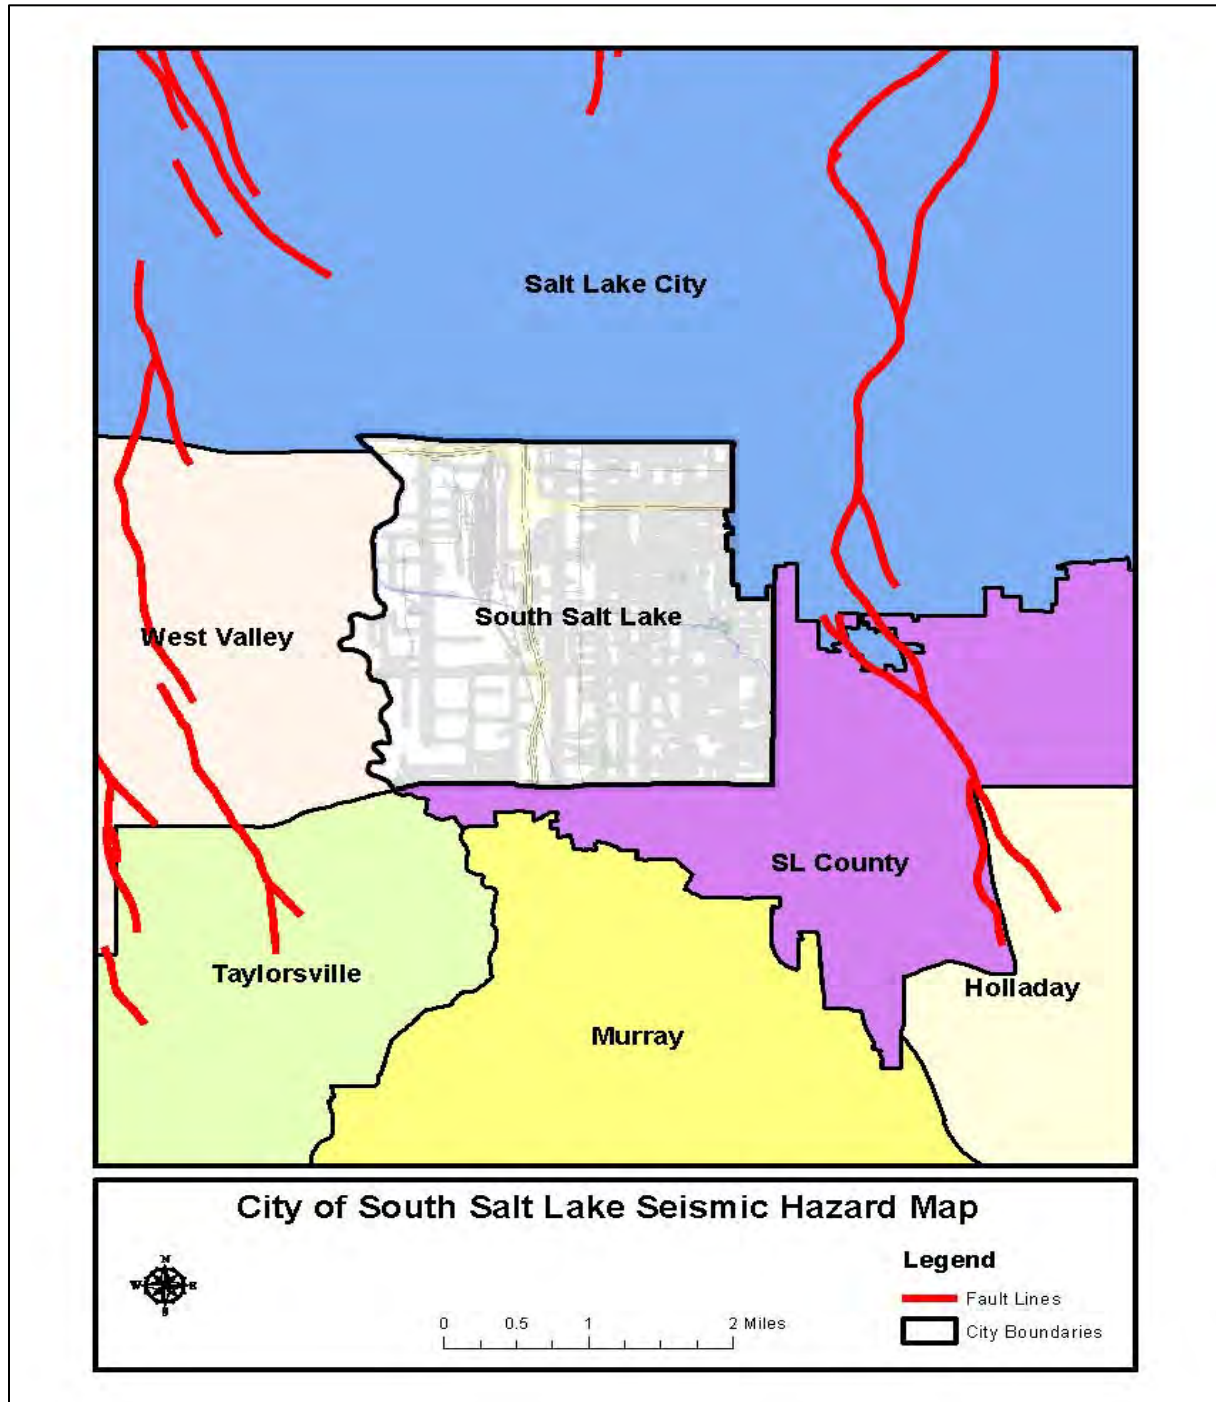 Salt Lake City
South Salt Lake
West Valley
SL County
Taylorsville
Holladay
Murray
City of South Salt Lake Seismic Hazard Map
N
W E
S
Legend
Fault Lines
City Boundaries
0 0.5 1 2 Miles